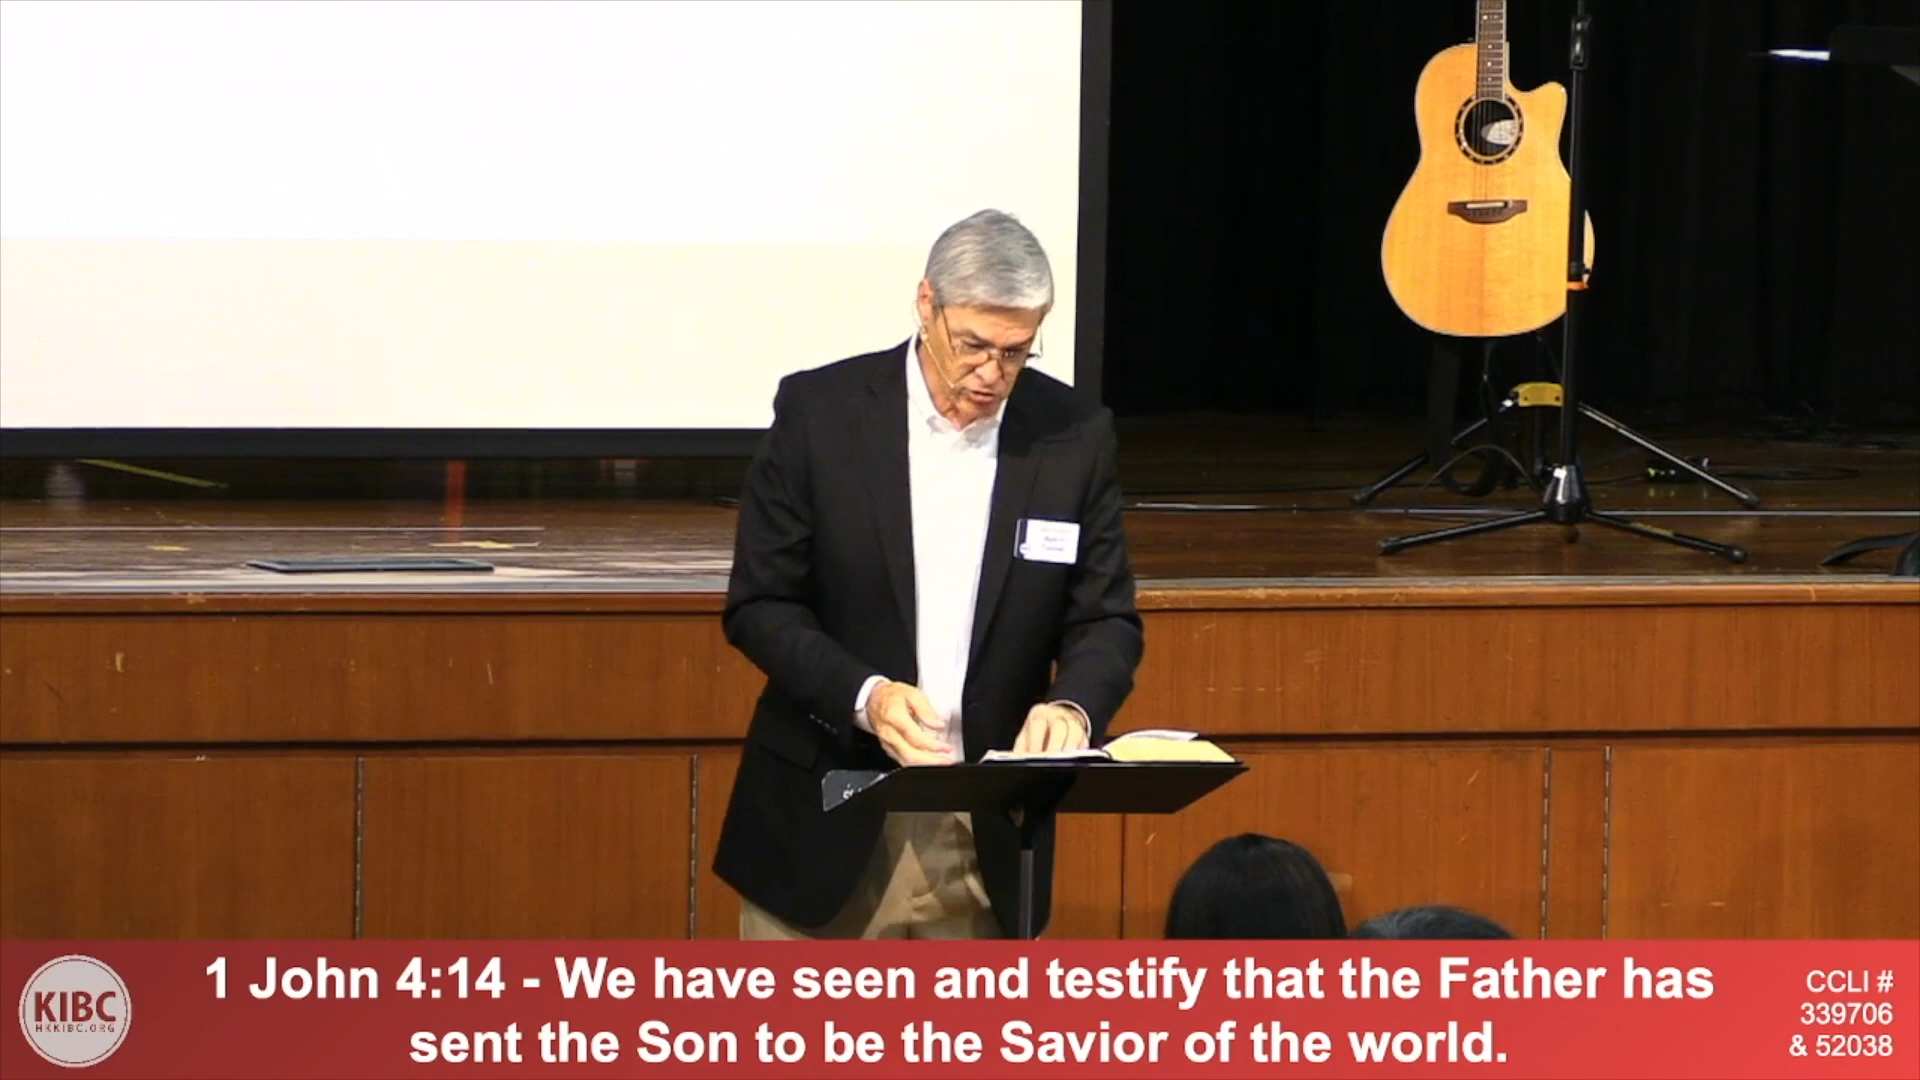 1 John 4:14 - We have seen and testify that the Father has
sent the Son to be the Savior of the world.
KIBC
HKKIBC.ORG
CCLI #
339706
& 52038